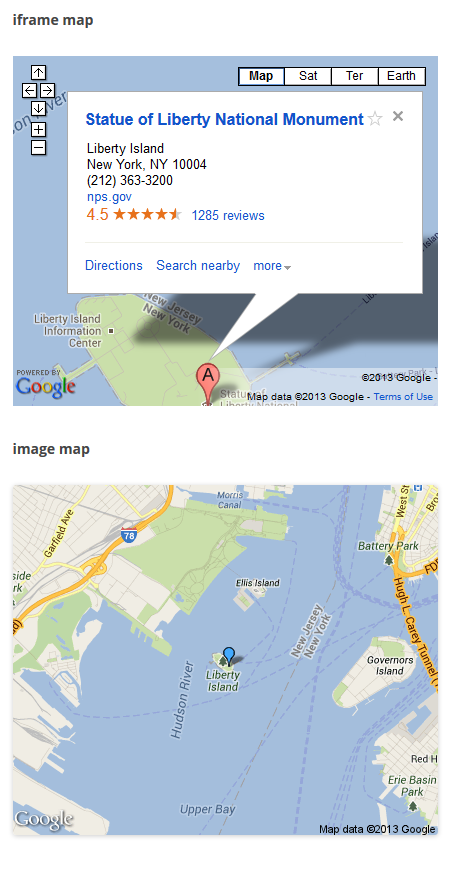 iframe map
Map Sat Ter Earth
Statue of Liberty National Monument
Liberty Island
New York, NY 10004
(212) 363-3200
nps.gov
4.5 1285 reviews
Directions Search nearby more
New Jersey
New York
Liberty Island
Information
Center
A
Statue of
Liberty National
POWERED BY
Google
©2013 Google -
Map data ©2013 Google - Terms of Use
image map
Morris
Canal
West St
Garfield Ave
78
Battery Park
FDR
Ellis Island
Hugh L. Carey Tunnel
New Jersey
New York
Governors
Island
Liberty
Island
Hudson River
Red H
Erie Basin
Park
Upper Bay
Google
Map data ©2013 Google